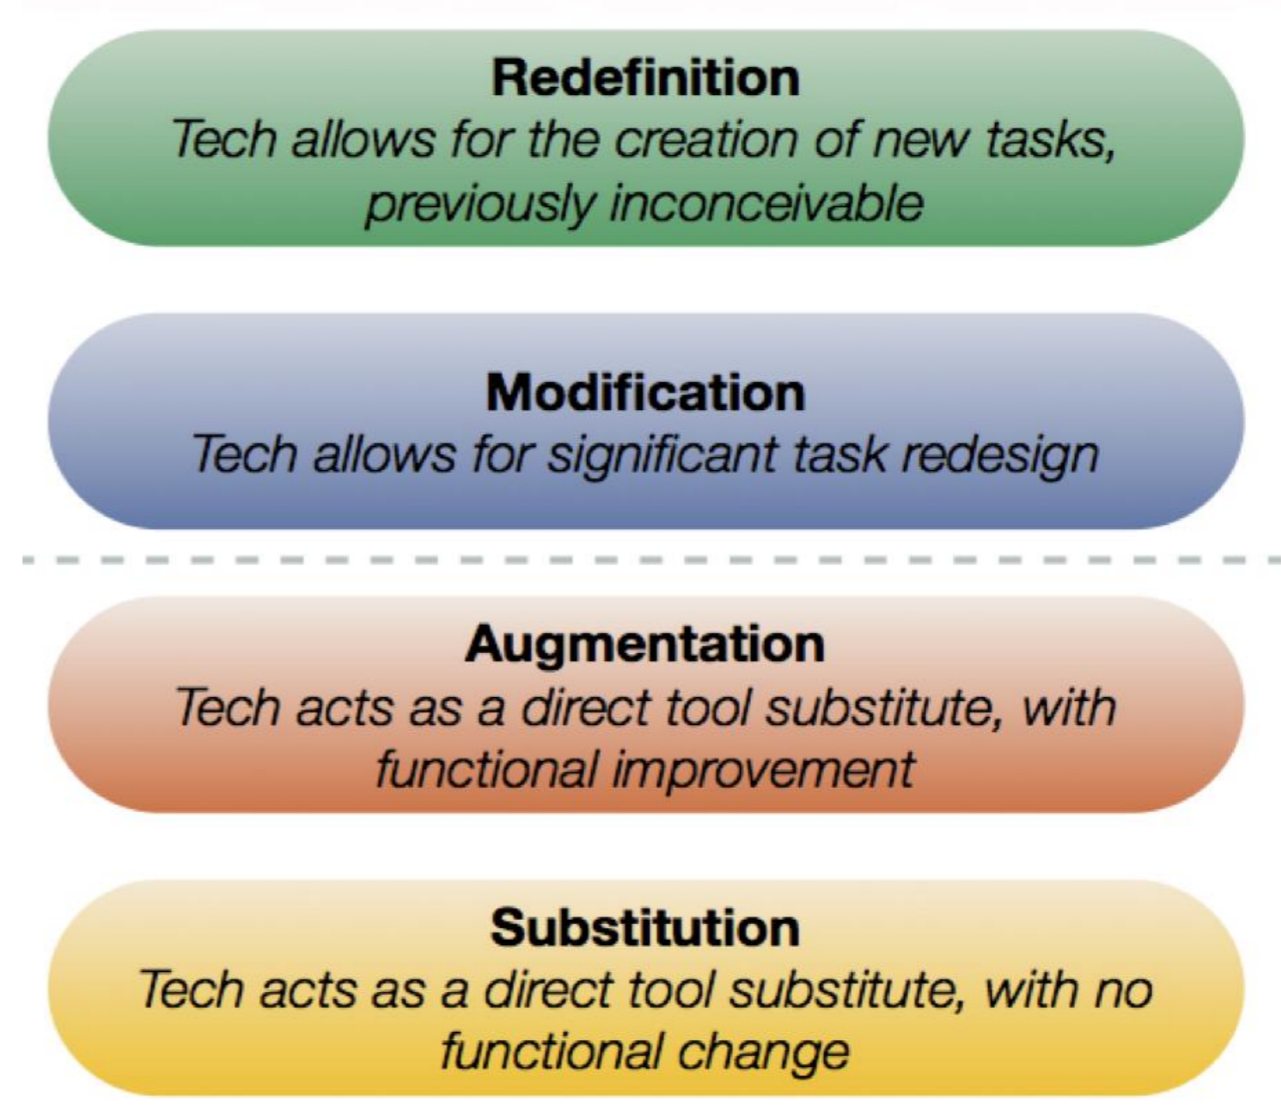 Redefinition
Tech allows for the creation of new tasks,
previously inconceivable
Modification
Tech allows for significant task redesign
Augmentation
Tech acts as a direct tool substitute, with
functional improvement
Substitution
Tech acts as a direct tool substitute, with no
functional change